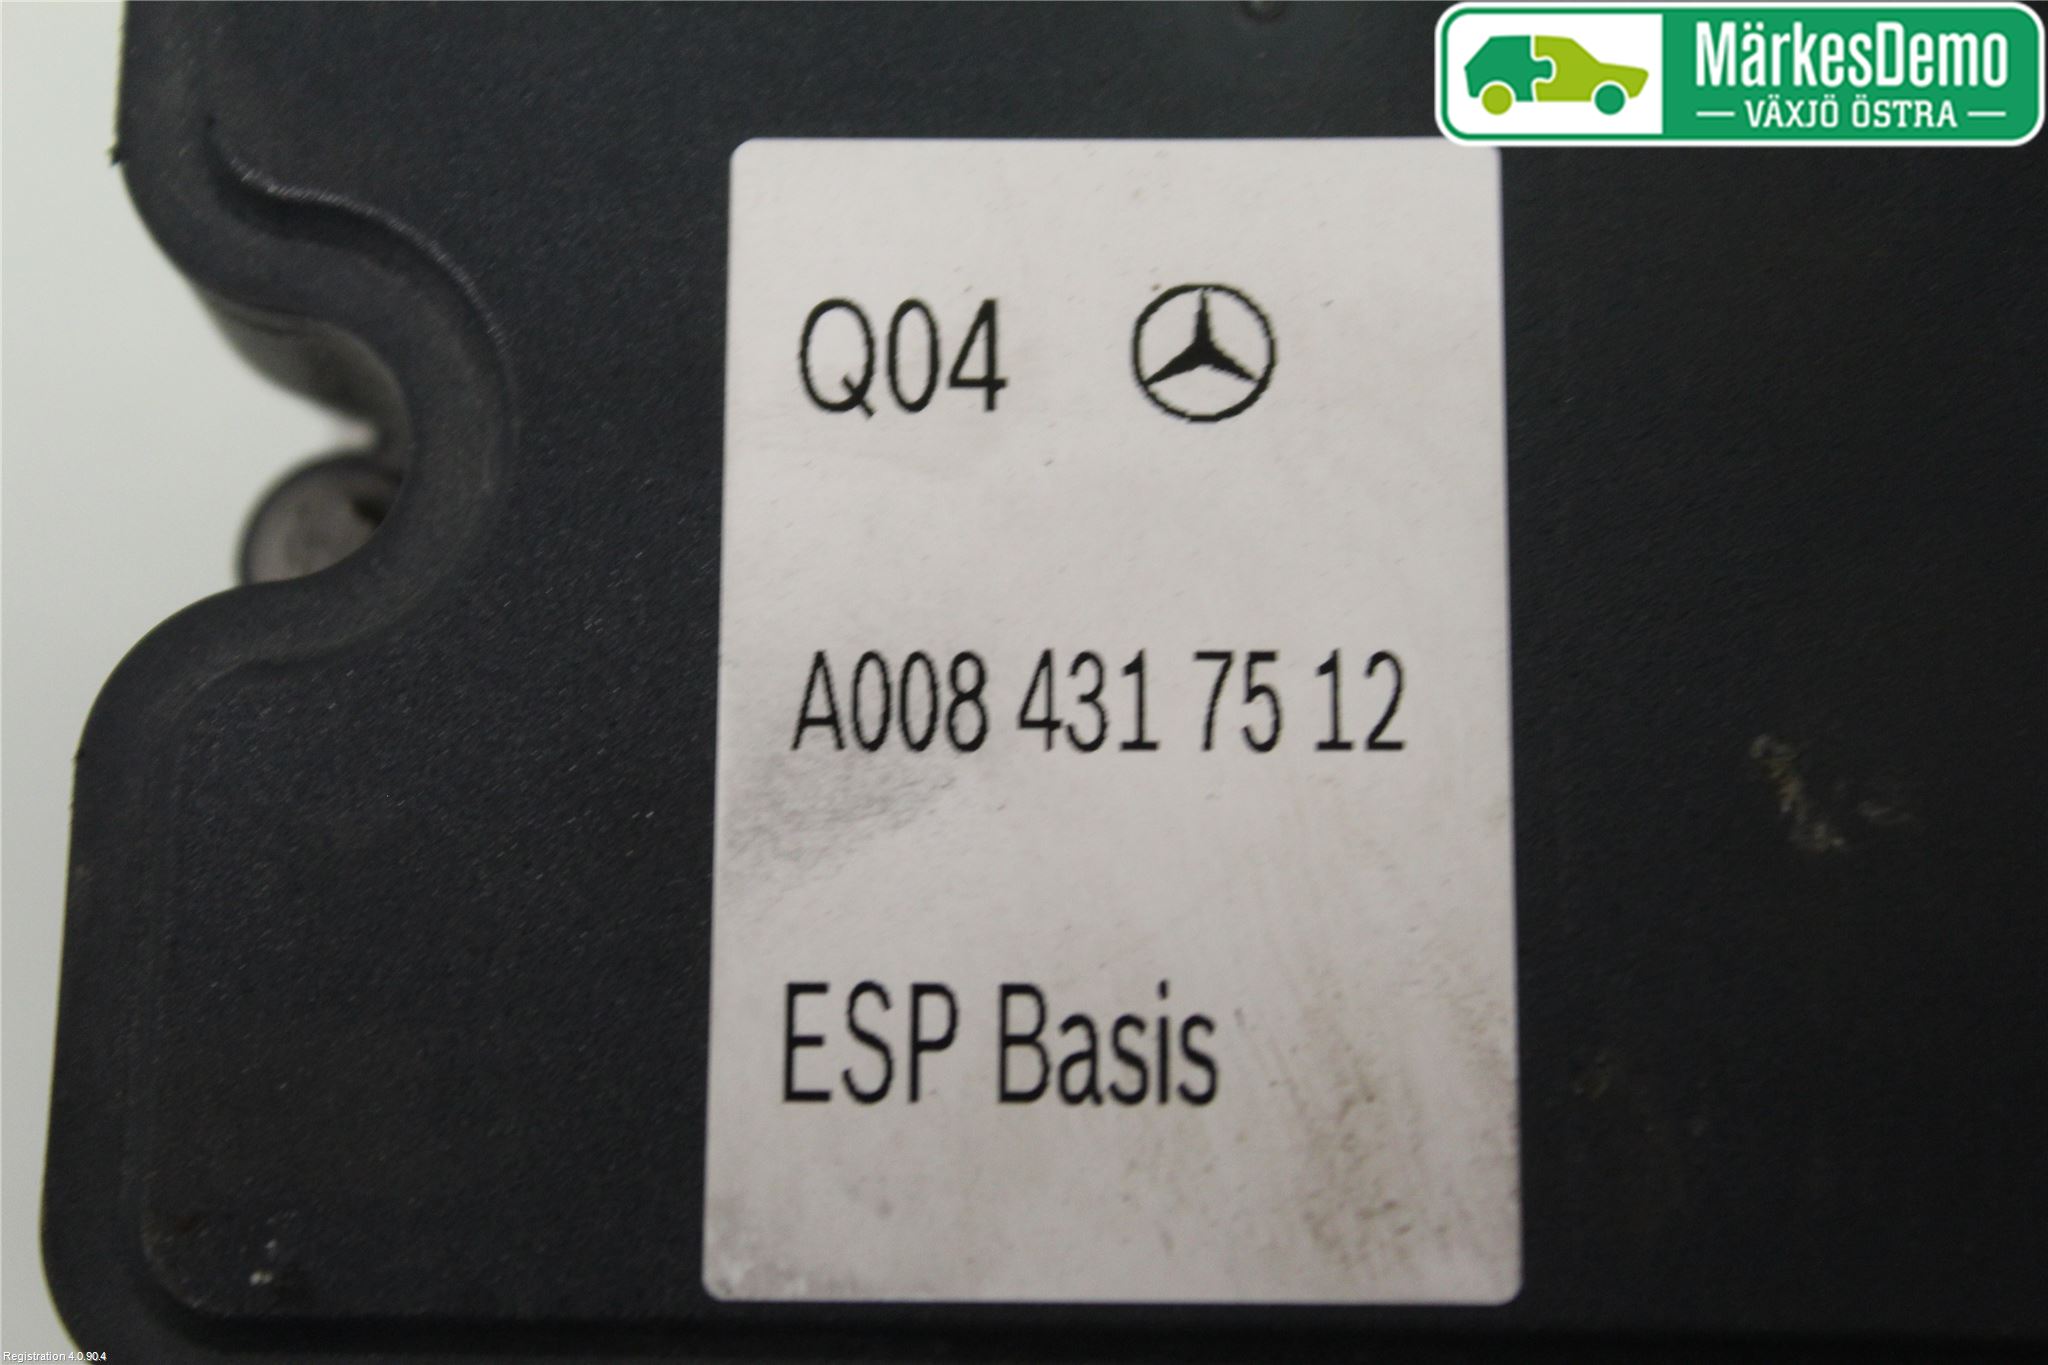 MärkesDemo
VÄXJÖ ÖSTRA
Q04
A008 431 75 12
ESP Basis
Registration 4.0.90.4